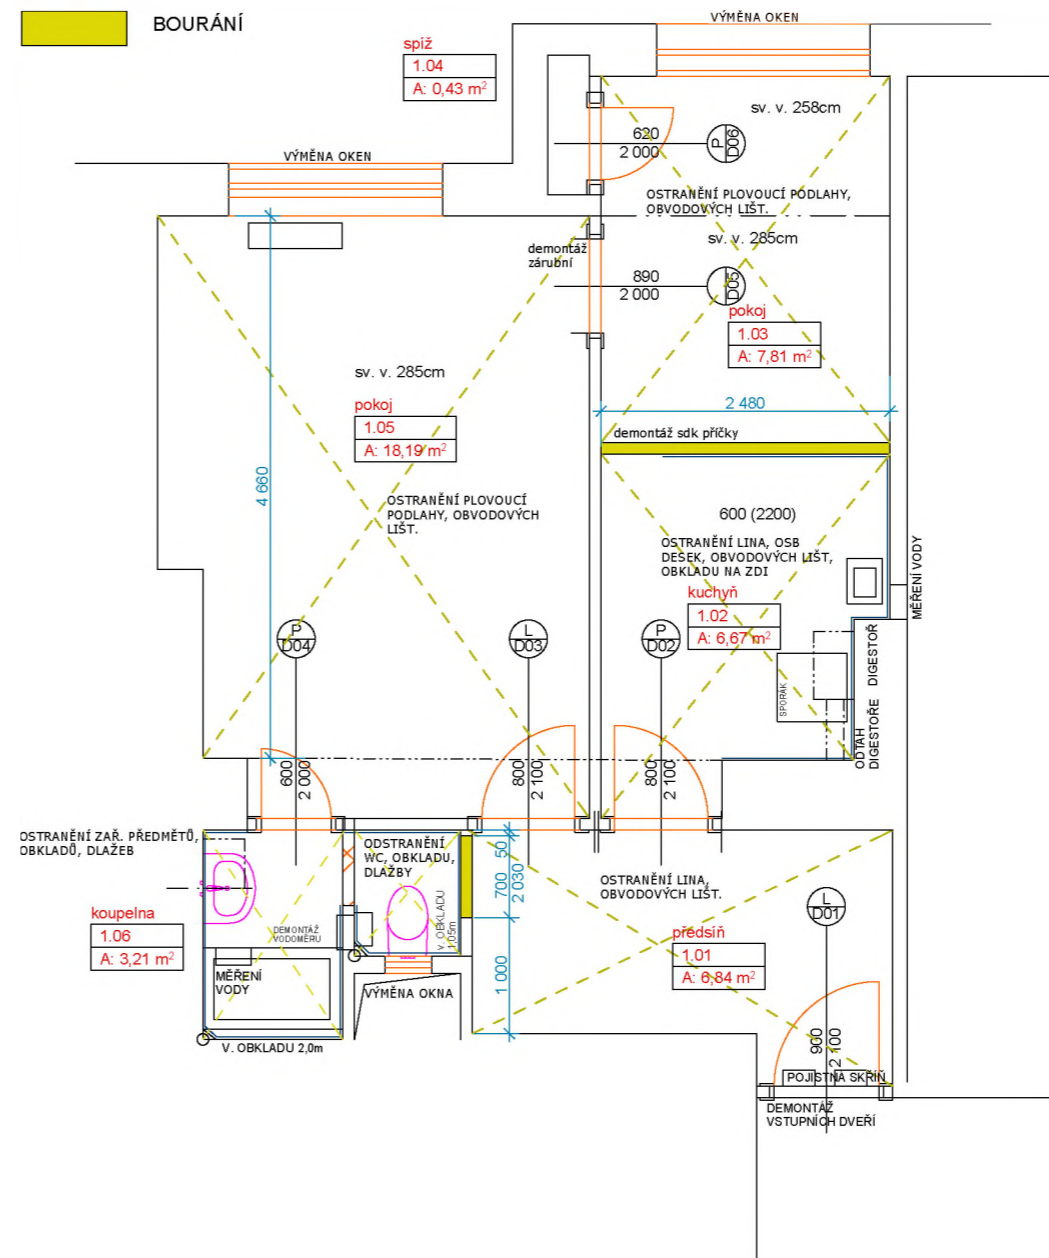 BOURÁNÍ
VÝMĚNA OKEN
spíž
1.04
A: 0,43 m²
sv. v. 258cm
620
2 000
P
D06
VÝMĚNA OKEN
OSTRANĚNÍ PLOVOUCÍ PODLAHY,
OBVODOVÝCH LIŠT.
demontáž
zárubní
sv. v. 285cm
890
2 000
D05
pokoj
1.03
A: 7,81 m²
sv. v. 285cm
pokoj
1.05
A: 18,19 m²
2 480
demontáž sdk příčky
4 660
OSTRANĚNÍ PLOVOUCÍ
PODLAHY, OBVODOVÝCH
LIŠT.
600 (2200)
OSTRANĚNÍ LINA, OSB
DESEK, OBVODOVÝCH LIŠT,
OBKLADU NA ZDI
MĚŘENÍ VODY
kuchyň
1.02
A: 6,67 m²
P
D04
L
D03
P
D02
SPORÁK
ODTAH
DIGESTOŘE
DIGESTOŘ
600
2 000
800
2 100
800
2 100
OSTRANĚNÍ ZAŘ. PŘEDMĚTŮ,
OBKLADŮ, DLAŽEB
ODSTRANĚNÍ
WC, OBKLADU,
DLAŽBY
50
700
2 030
1 000
OSTRANĚNÍ LINA,
OBVODOVÝCH LIŠT.
L
D01
koupelna
1.06
A: 3,21 m²
DEMONTÁŽ
VODOMĚRU
V. OBKLADU
1,05m
předsíň
1.01
A: 6,84 m²
MĚŘENÍ
VODY
VÝMĚNA OKNA
V. OBKLADU 2,0m
900
2 100
POJISTNÁ SKŘÍŇ
DEMONTÁŽ
VSTUPNÍCH DVEŘÍ